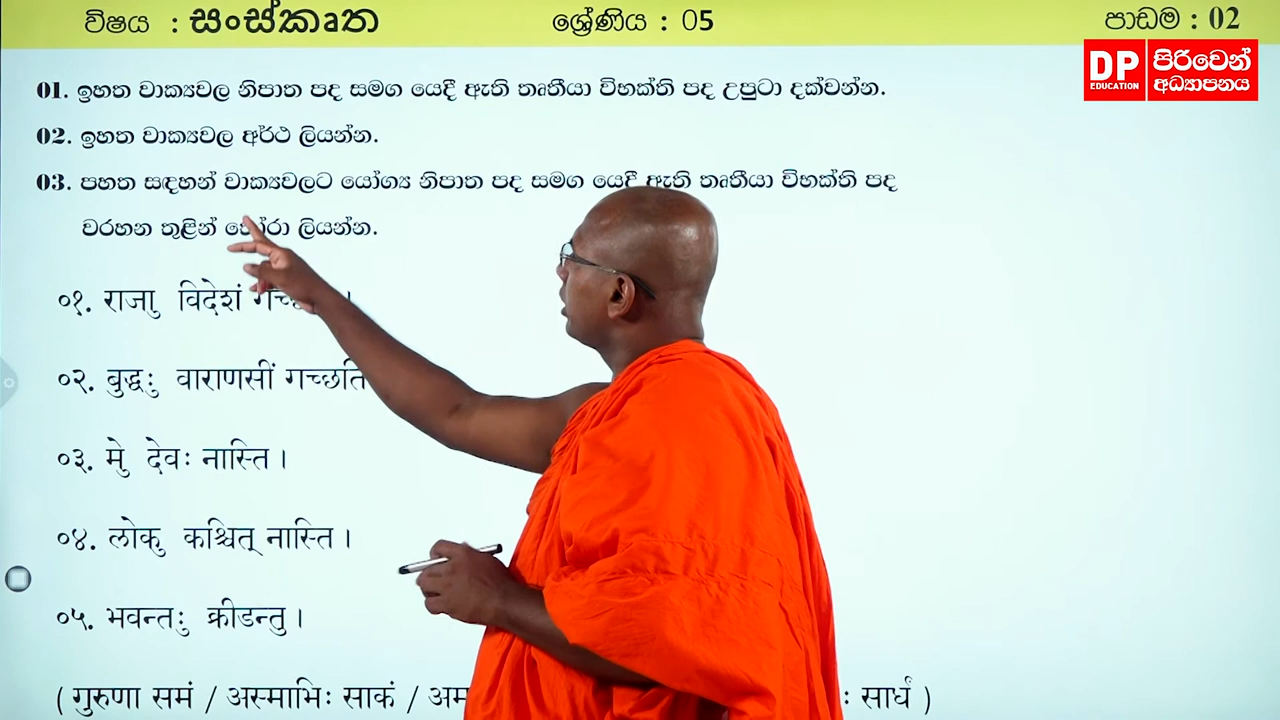 විෂය : සංස්කෘත ශ්‍රේණිය : 05 පාඩම : 02
DP EDUCATION පිරිවෙන් අධ්‍යාපනය
01. ඉහත වාක්‍යවල නිපාත පද සමග යෙදී ඇති තෘතීයා විභක්ති පද උපුටා දක්වන්න.
02. ඉහත වාක්‍යවල අර්ථ ලියන්න.
03. පහත සඳහන් වාක්‍යවලට යෝග්‍ය නිපාත පද සමග යෙදී ඇති තෘතීයා විභක්ති පද
වරහන තුළින් තෝරා ලියන්න.
०१. राजा विदेशं
०२. बुद्धः वाराणसीं गच्छति
०३. मे देवः नास्ति ।
०४. लोके कश्चित् नास्ति ।
०५. भवन्तः क्रीडन्तु ।
( गुरुणा समं / अस्माभिः साकं / सार्धं )